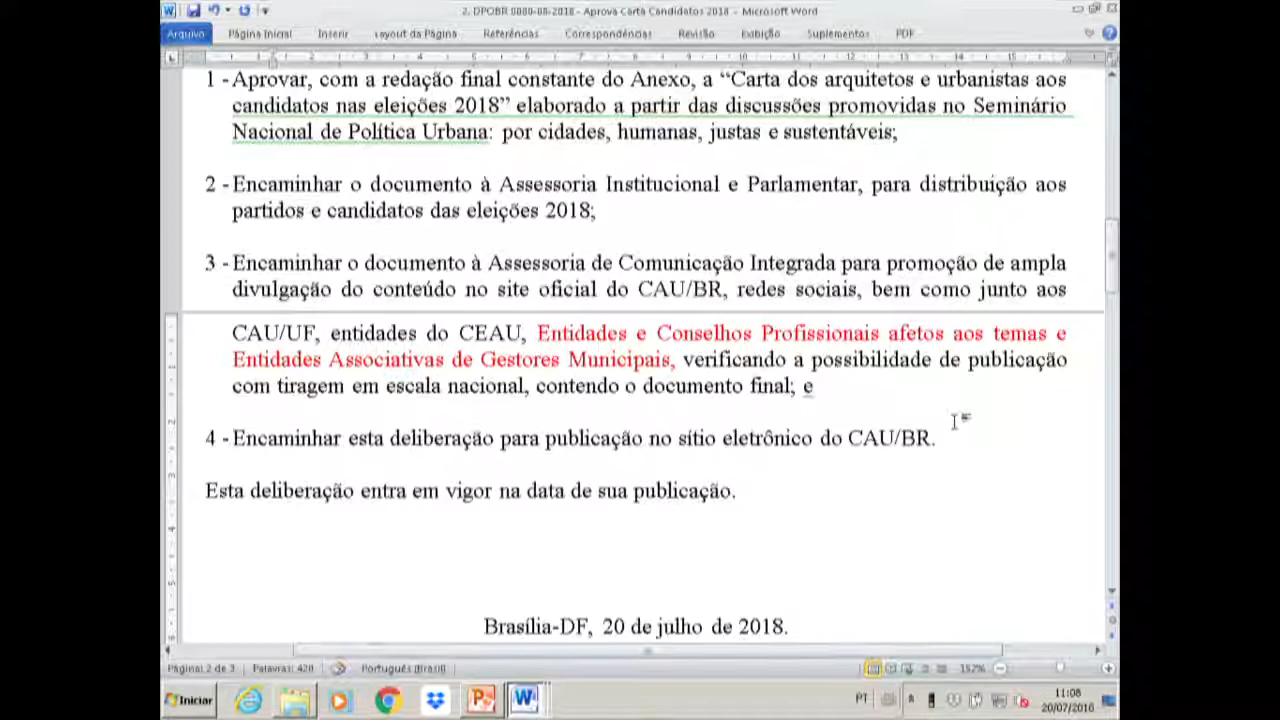 2. DPOBR 0080-08-2018 - Aprova Carta Candidatos 2018 - Microsoft Word
Arquivo Página Inicial Inserir Layout da Página Referências Correspondências Revisão Exibição Suplementos PDF
1 - Aprovar, com a redação final constante do Anexo, a “Carta dos arquitetos e urbanistas aos
candidatos nas eleições 2018” elaborado a partir das discussões promovidas no Seminário
Nacional de Política Urbana: por cidades, humanas, justas e sustentáveis;
2 - Encaminhar o documento à Assessoria Institucional e Parlamentar, para distribuição aos
partidos e candidatos das eleições 2018;
3 - Encaminhar o documento à Assessoria de Comunicação Integrada para promoção de ampla
divulgação do conteúdo no site oficial do CAU/BR, redes sociais, bem como junto aos
CAU/UF, entidades do CEAU, Entidades e Conselhos Profissionais afetos aos temas e
Entidades Associativas de Gestores Municipais, verificando a possibilidade de publicação
com tiragem em escala nacional, contendo o documento final; e
4 - Encaminhar esta deliberação para publicação no sítio eletrônico do CAU/BR.
Esta deliberação entra em vigor na data de sua publicação.
Brasília-DF, 20 de julho de 2018.
Página: 2 de 3 Palavras: 420 Português (Brasil) 152%
Iniciar PT 11:08
20/07/2018